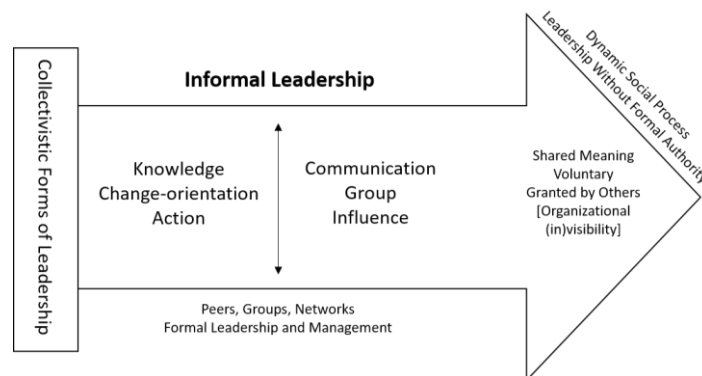 Collectivistic Forms of Leadership
Informal Leadership
Knowledge
Change-orientation
Action
Communication
Group
Influence
Shared Meaning
Voluntary
Granted by Others
[Organizational
(in)visibility]
Dynamic Social Process
Leadership Without Formal Authority
Peers, Groups, Networks
Formal Leadership and Management